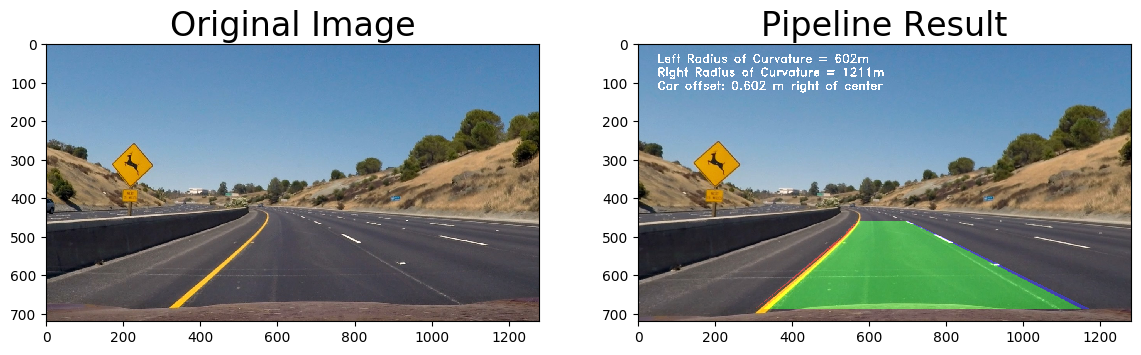 Original Image
Pipeline Result
0
100
200
300
400
500
600
700
0 200 400 600 800 1000 1200
0
100
200
300
400
500
600
700
0 200 400 600 800 1000 1200
Left Radius of Curvature = 602m
Right Radius of Curvature = 1211m
Car offset: 0.602 m right of center